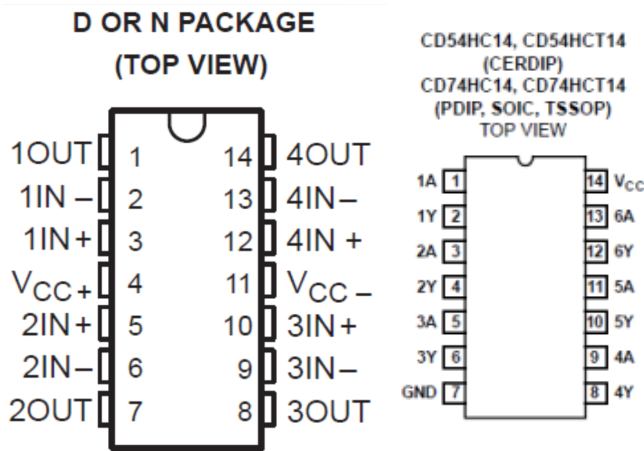 D OR N PACKAGE
(TOP VIEW)
1OUT 1 14 4OUT
1IN – 2 13 4IN–
1IN+ 3 12 4IN +
VCC+ 4 11 VCC –
2IN+ 5 10 3IN+
2IN– 6 9 3IN–
2OUT 7 8 3OUT
CD54HC14, CD54HCT14
(CERDIP)
CD74HC14, CD74HCT14
(PDIP, SOIC, TSSOP)
TOP VIEW
1A 1 14 VCC
1Y 2 13 6A
2A 3 12 6Y
2Y 4 11 5A
3A 5 10 5Y
3Y 6 9 4A
GND 7 8 4Y